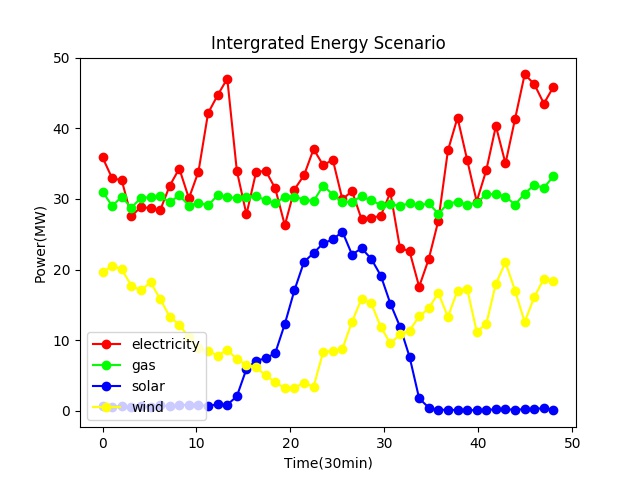 Intergrated Energy Scenario
50
40
30
20
10
0
Power(MW)
electricity
gas
solar
wind
0 10 20 30 40 50
Time(30min)